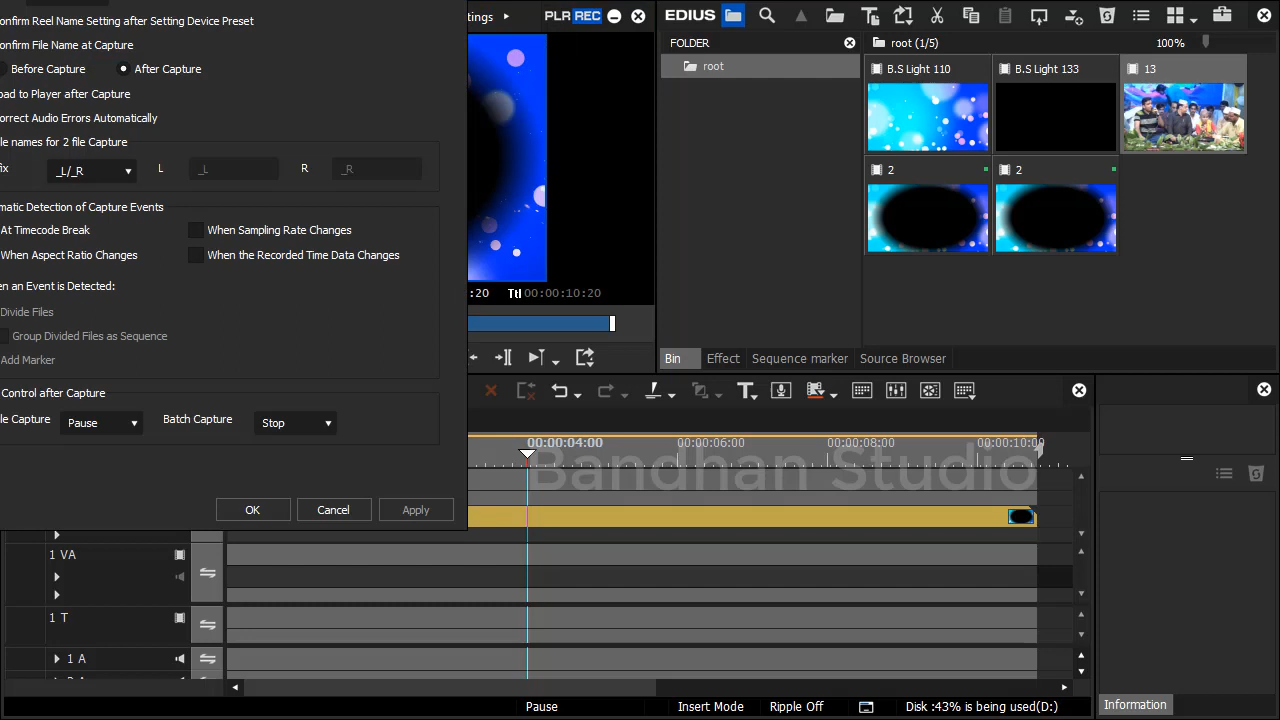 onfirm Reel Name Setting after Setting Device Preset
onfirm File Name at Capture
Before Capture
After Capture
oad to Player after Capture
orrect Audio Errors Automatically
le names for 2 file Capture
fix
_L/_R
L
_L
R
_R
matic Detection of Capture Events
At Timecode Break
When Sampling Rate Changes
When Aspect Ratio Changes
When the Recorded Time Data Changes
en an Event is Detected:
Divide Files
Group Divided Files as Sequence
Add Marker
Control after Capture
le Capture
Pause
Batch Capture
Stop
OK
Cancel
Apply
tings
PLR REC
:20
Ttl 00:00:10:20
EDIUS
FOLDER
root
root (1/5)
100%
B.S Light 110
B.S Light 133
13
2
2
Bin
Effect
Sequence marker
Source Browser
00:00:04:00
00:00:06:00
00:00:08:00
00:00:10:00
Bandhan Studio
1 VA
1 T
1 A
Pause
Insert Mode
Ripple Off
Disk :43% is being used(D:)
Information